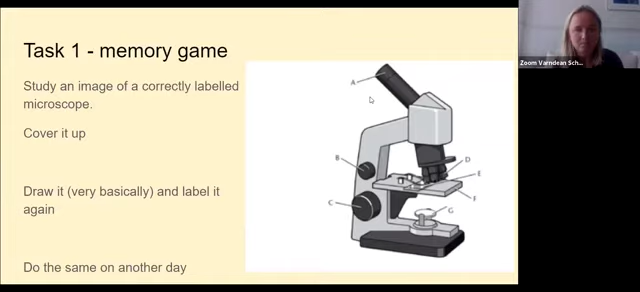 Task 1 - memory game
Study an image of a correctly labelled
microscope.
Cover it up
Draw it (very basically) and label it
again
Do the same on another day
A
B
C
D
E
F
G
Zoom Varndean Sch...